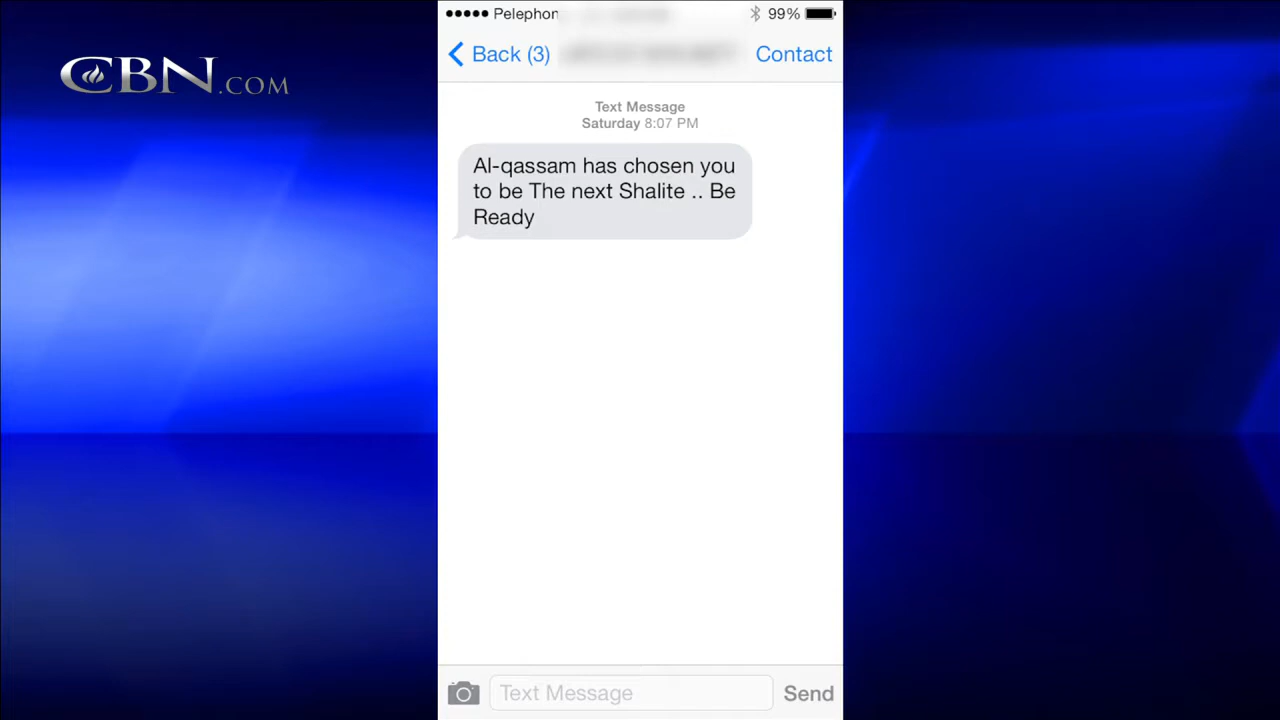 CBN.COM
Pelephon
99%
Back (3)
Contact
Text Message
Saturday 8:07 PM
Al-qassam has chosen you
to be The next Shalite .. Be
Ready
Text Message
Send